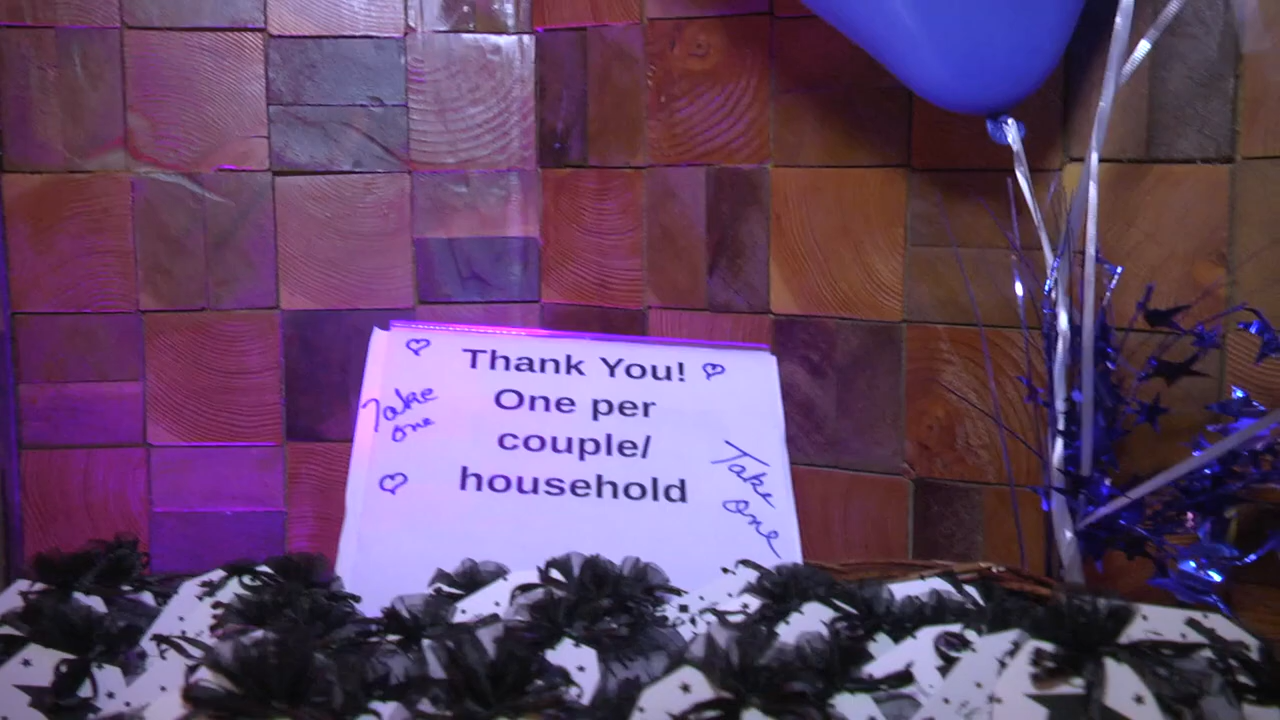 Thank You!
One per
couple/
household
Take
one
Take
one